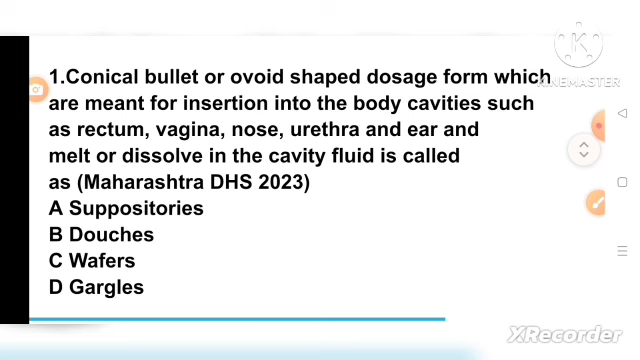 1.Conical bullet or ovoid shaped dosage form which
are meant for insertion into the body cavities such
as rectum, vagina, nose, urethra and ear and
melt or dissolve in the cavity fluid is called
as (Maharashtra DHS 2023)
A Suppositories
B Douches
C Wafers
D Gargles
KINEMASTER
XRecorder